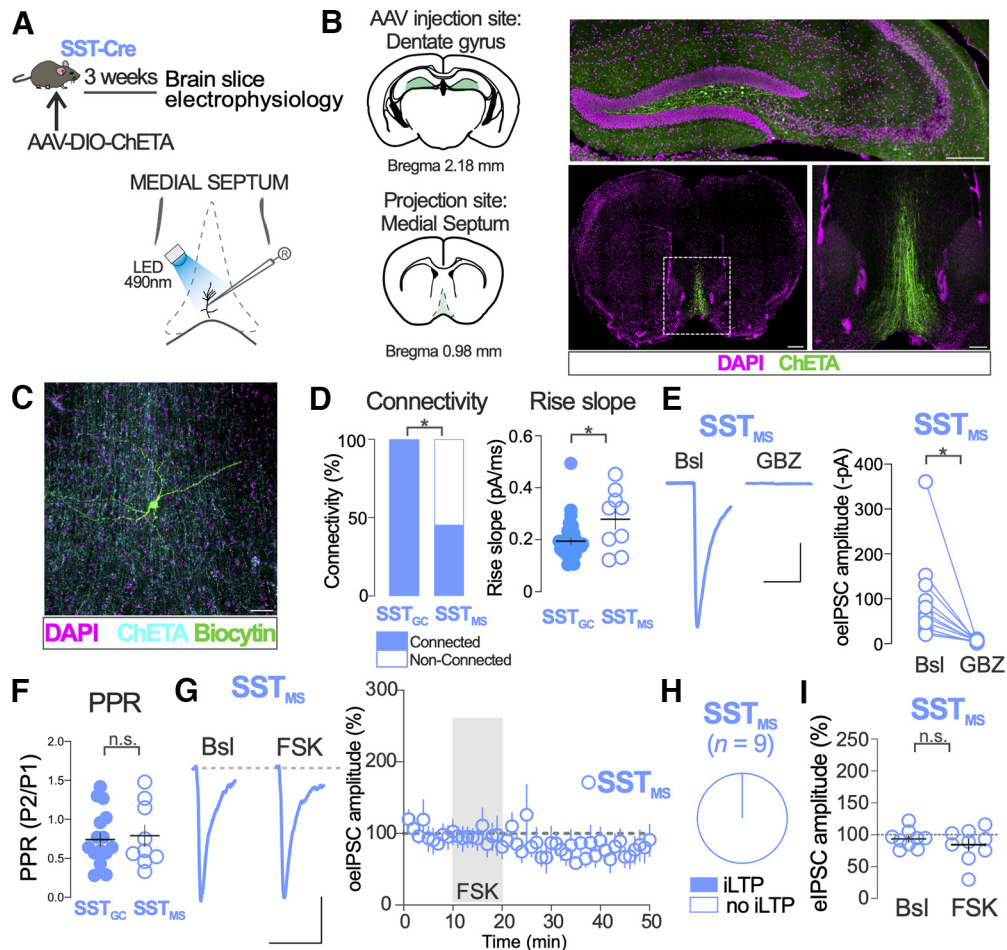 A
SST-Cre
3 weeks
Brain slice
electrophysiology
AAV-DIO-ChETA
MEDIAL SEPTUM
LED
490nm
R
B
AAV injection site:
Dentate gyrus
Bregma 2.18 mm
Projection site:
Medial Septum
Bregma 0.98 mm
DAPI ChETA
C
DAPI ChETA Biocytin
D
Connectivity
*
Connectivity (%)
100
50
0
SSTGC SSTMS
Connected
Non-Connected
Rise slope
*
Rise slope (pA/ms)
0.6
0.4
0.2
0
SSTGC SSTMS
E
SSTMS
Bsl GBZ
SSTMS
*
oeIPSC amplitude (-pA)
400
300
200
100
0
Bsl GBZ
F
PPR
n.s.
PPR (P2/P1)
2.0
1.5
1.0
0.5
0.0
SSTGC SSTMS
G
SSTMS
Bsl FSK
oeIPSC amplitude (%)
300
200
100
0
SSTMS
FSK
0 10 20 30 40 50
Time (min)
H
SSTMS
(n = 9)
iLTP
no iLTP
I
SSTMS
n.s.
eIPSC amplitude (%)
250
200
150
100
50
0
Bsl FSK